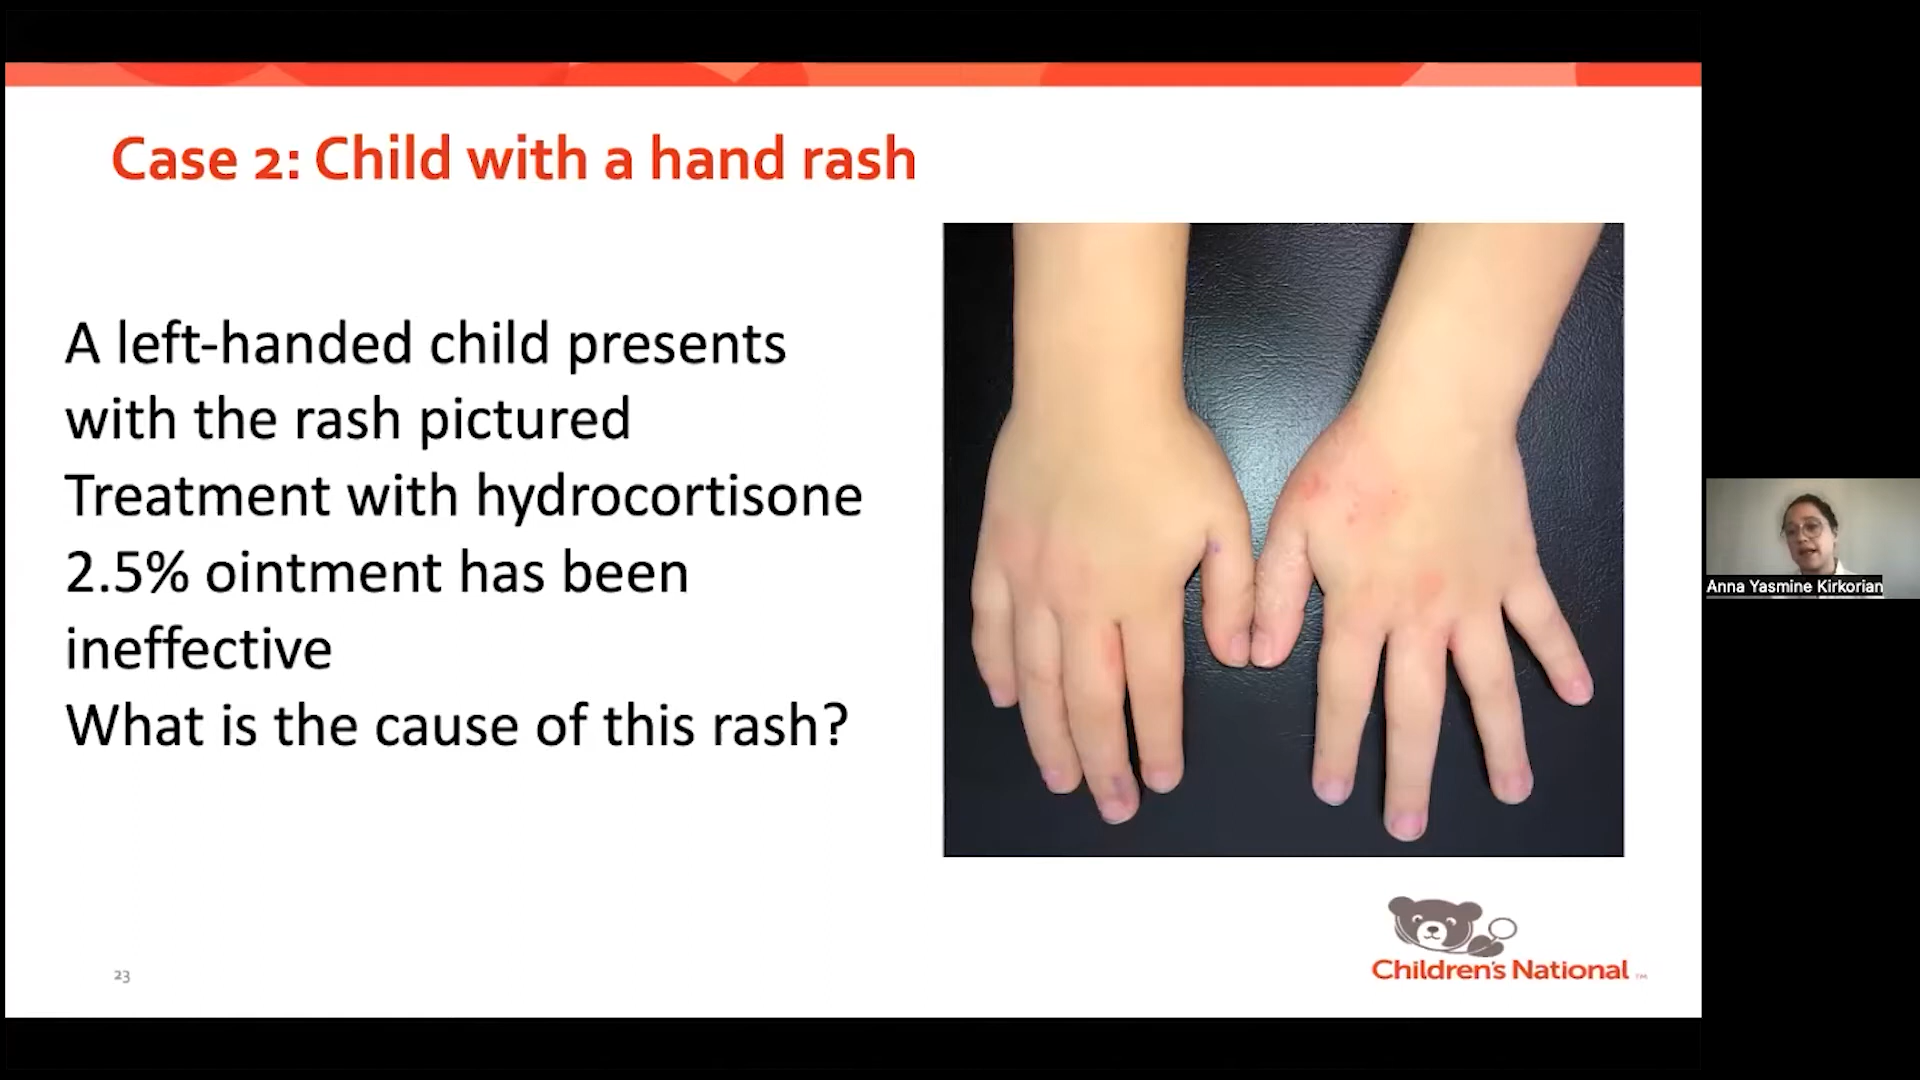 Case 2: Child with a hand rash
A left-handed child presents
with the rash pictured
Treatment with hydrocortisone
2.5% ointment has been
ineffective
What is the cause of this rash?
Anna Yasmine Kirkorian
23
Children's National ™